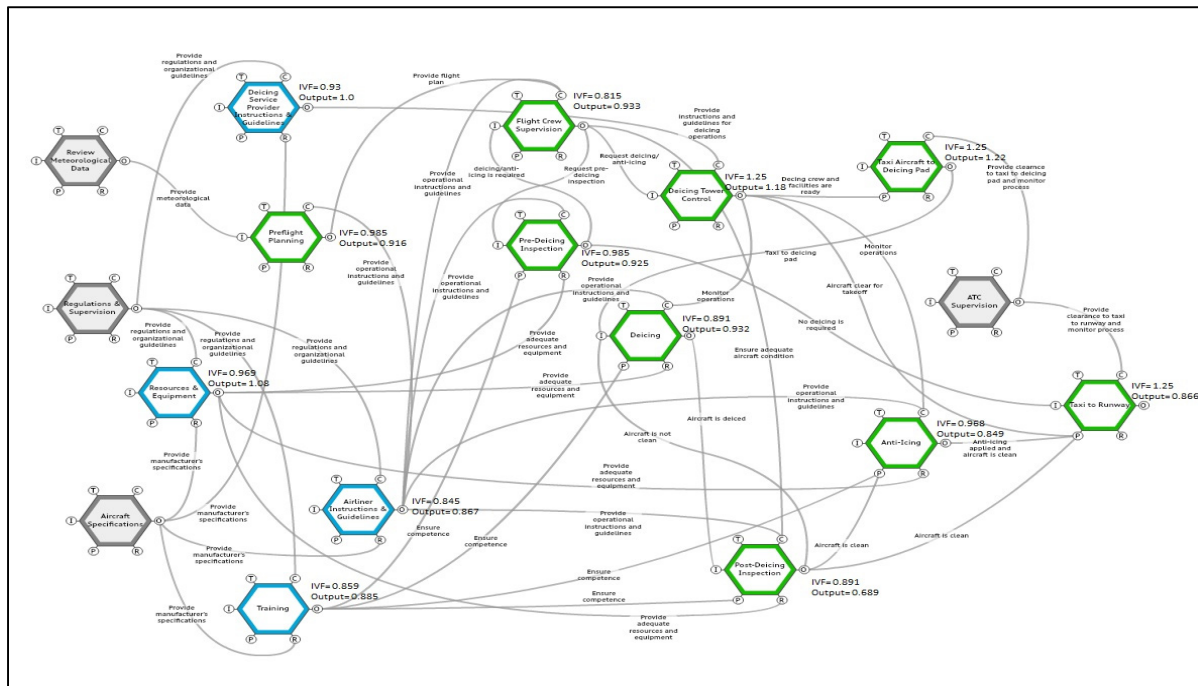 Provide
regulations and
organizational
guidelines
T
C
I
O
P
R
Deicing
Service
Provider
Instructions &
Guidelines
IVF=0.93
Output=1.0
Provide flight
plan
T
C
I
O
P
R
Flight Crew
Supervision
IVF=0.815
Output=0.933
Provide
instructions and
guidelines for
deicing
operations
T
C
I
O
P
R
Review
Meteorological
Data
Provide
meteorological
data
T
C
I
O
P
R
Preflight
Planning
IVF=0.985
Output=0.916
Provide
operational
instructions and
guidelines
deicing/anti-
icing is required
Request pre-
deicing
inspection
Request deicing/
anti-icing
T
C
I
O
P
R
Deicing Tower
Control
IVF=1.25
Output=1.18
Decing crew and
facilities are
ready
T
C
I
O
P
R
Taxi Aircraft to
Deicing Pad
IVF=1.25
Output=1.22
Provide clearnce
to taxi to deicing
pad and monitor
process
T
C
I
O
P
R
Pre-Deicing
Inspection
IVF=0.985
Output=0.925
Taxi to deicing
pad
Monitor
operations
Provide
operational
instructions and
guidelines
Provide
operational
instructions and
guidelines
Provide
operational
instructions and
guidelines
Monitor
operations
Aircraft clear for
takeoff
T
C
I
O
P
R
ATC
Supervision
Provide
clearance to taxi
to runway and
monitor process
T
C
I
O
P
R
Regulations &
Supervision
Provide
regulations and
organizational
guidelines
Provide
regulations and
organizational
guidelines
Provide
regulations and
organizational
guidelines
T
C
I
O
P
R
Deicing
IVF=0.891
Output=0.932
No deicing is
required
Ensure adequate
aircraft condition
Provide
adequate
resources and
equipment
Provide
adequate
resources and
equipment
T
C
I
O
P
R
Resources &
Equipment
IVF=0.969
Output=1.08
Provide
operational
instructions and
guidelines
T
C
I
O
P
R
Taxi to Runway
IVF=1.25
Output=0.866
Aircraft is deiced
Aircraft is not
clean
T
C
I
O
P
R
Anti-Icing
IVF=0.968
Output=0.849
Anti-icing
applied and
aircraft is clean
Provide
manufacturer's
specifications
Provide
adequate
resources and
equipment
T
C
I
O
P
R
Aircraft
Specifications
Provide
manufacturer's
specifications
T
C
I
O
P
R
Airliner
Instructions &
Guidelines
IVF=0.845
Output=0.867
Provide
operational
instructions and
guidelines
Ensure
competence
Ensure
competence
Provide
manufacturer's
specifications
Aircraft is clean
Aircraft is clean
T
C
I
O
P
R
Post-Deicing
Inspection
IVF=0.891
Output=0.689
Ensure
competence
Ensure
competence
T
C
I
O
P
R
Training
IVF=0.859
Output=0.885
Provide
manufacturer's
specifications
Provide
adequate
resources and
equipment